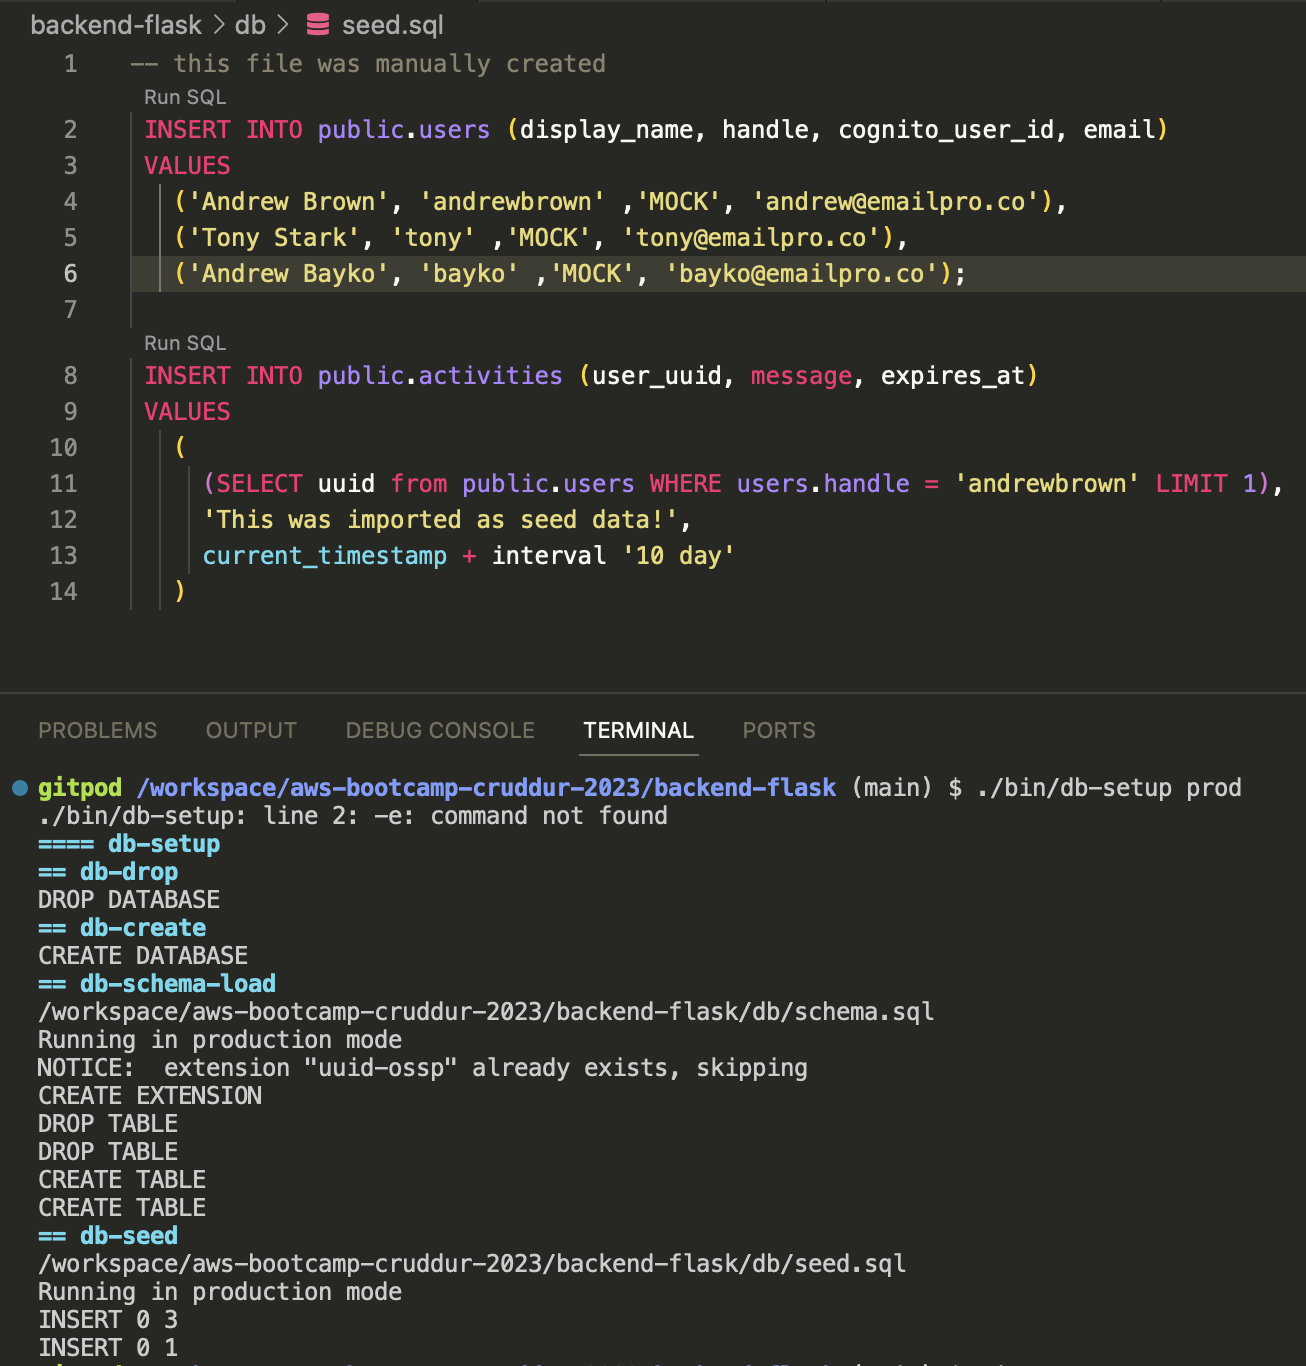 backend-flask > db > seed.sql
1 -- this file was manually created
Run SQL
2 INSERT INTO public.users (display_name, handle, cognito_user_id, email)
3 VALUES
4 ('Andrew Brown', 'andrewbrown' ,'MOCK', 'andrew@emailpro.co'),
5 ('Tony Stark', 'tony' ,'MOCK', 'tony@emailpro.co'),
6 ('Andrew Bayko', 'bayko' ,'MOCK', 'bayko@emailpro.co');
7
Run SQL
8 INSERT INTO public.activities (user_uuid, message, expires_at)
9 VALUES
10 (
11 (SELECT uuid from public.users WHERE users.handle = 'andrewbrown' LIMIT 1),
12 'This was imported as seed data!',
13 current_timestamp + interval '10 day'
14 )
PROBLEMS OUTPUT DEBUG CONSOLE TERMINAL PORTS
gitpod /workspace/aws-bootcamp-cruddur-2023/backend-flask (main) $ ./bin/db-setup prod
./bin/db-setup: line 2: -e: command not found
==== db-setup
== db-drop
DROP DATABASE
== db-create
CREATE DATABASE
== db-schema-load
/workspace/aws-bootcamp-cruddur-2023/backend-flask/db/schema.sql
Running in production mode
NOTICE:  extension "uuid-ossp" already exists, skipping
CREATE EXTENSION
DROP TABLE
DROP TABLE
CREATE TABLE
CREATE TABLE
== db-seed
/workspace/aws-bootcamp-cruddur-2023/backend-flask/db/seed.sql
Running in production mode
INSERT 0 3
INSERT 0 1